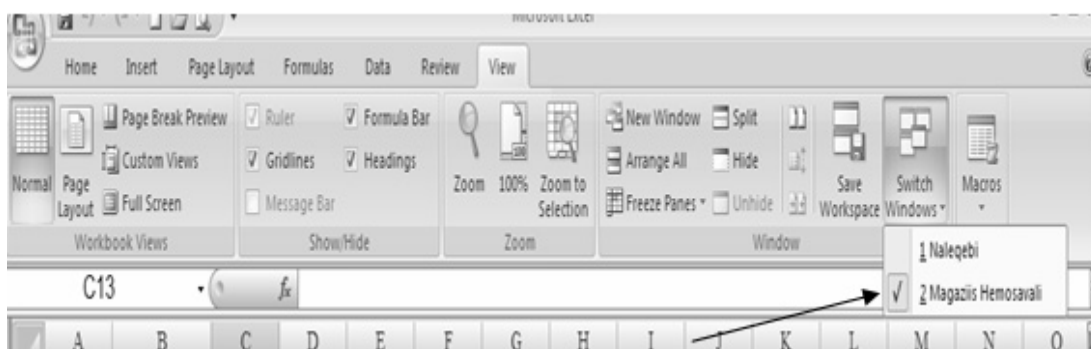 Microsoft Excel
Home Insert Page Layout Formulas Data Review View
Page Break Preview Ruler Formula Bar New Window Split
Custom Views Gridlines Headings Arrange All Hide
Normal Page Layout Full Screen Message Bar Zoom 100% Zoom to Selection Freeze Panes Unhide Save Workspace Switch Windows Macros
Workbook Views Show/Hide Zoom Window
1 Naleqebi
C13 fx
2 Magaziis Hemosavali
A B C D E F G H I J K L M N O